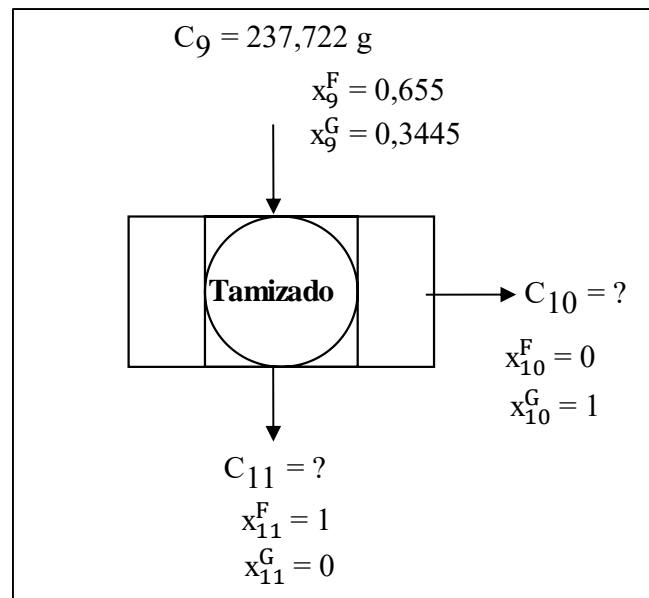 C₉ = 237,722 g
x₉ᶠ = 0,655
x₉ᴳ = 0,3445
Tamizado
C₁₀ = ?
x₁₀ᶠ = 0
x₁₀ᴳ = 1
C₁₁ = ?
x₁₁ᶠ = 1
x₁₁ᴳ = 0